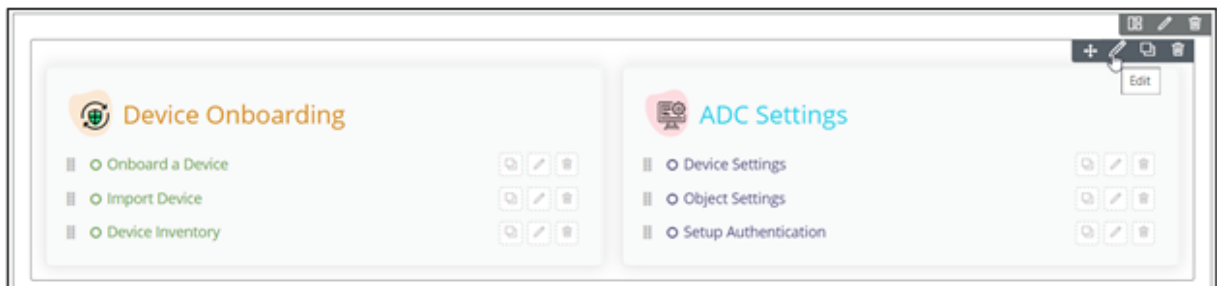 Edit
Device Onboarding
Onboard a Device
Import Device
Device Inventory
ADC Settings
Device Settings
Object Settings
Setup Authentication